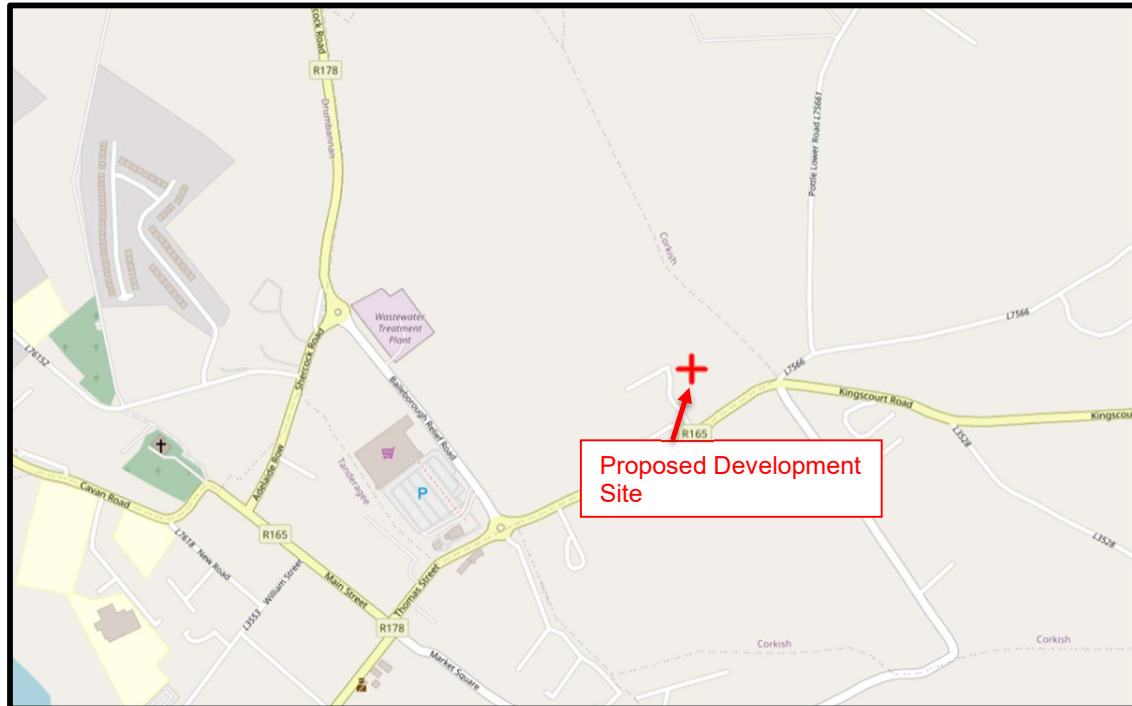 cock Road
R178
Drumbannan
Pottle Lower Road L75661
Corkish
Wastewater
Treatment
Plant
L76152
Shercock Road
Bailieborough Relief Road
L7566
L7566
Kingscourt Road
Kingscou
R165
Proposed Development
Site
Adelaide Row
Tanderagee
P
Cavan Road
R165
L7618 - New Road
L3553 - William Street
Main Street
Thomas Street
R178
Market Square
L3528
L3528
Corkish
Corkish